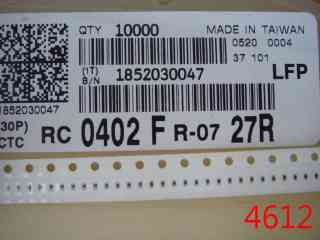 QTY 10000 MADE IN TAIWAN
0520 0004
37 101
(1T)
B/N 1852030047 LFP
1852030047
30P)
CTC RC 0402 F R-07 27R
4612